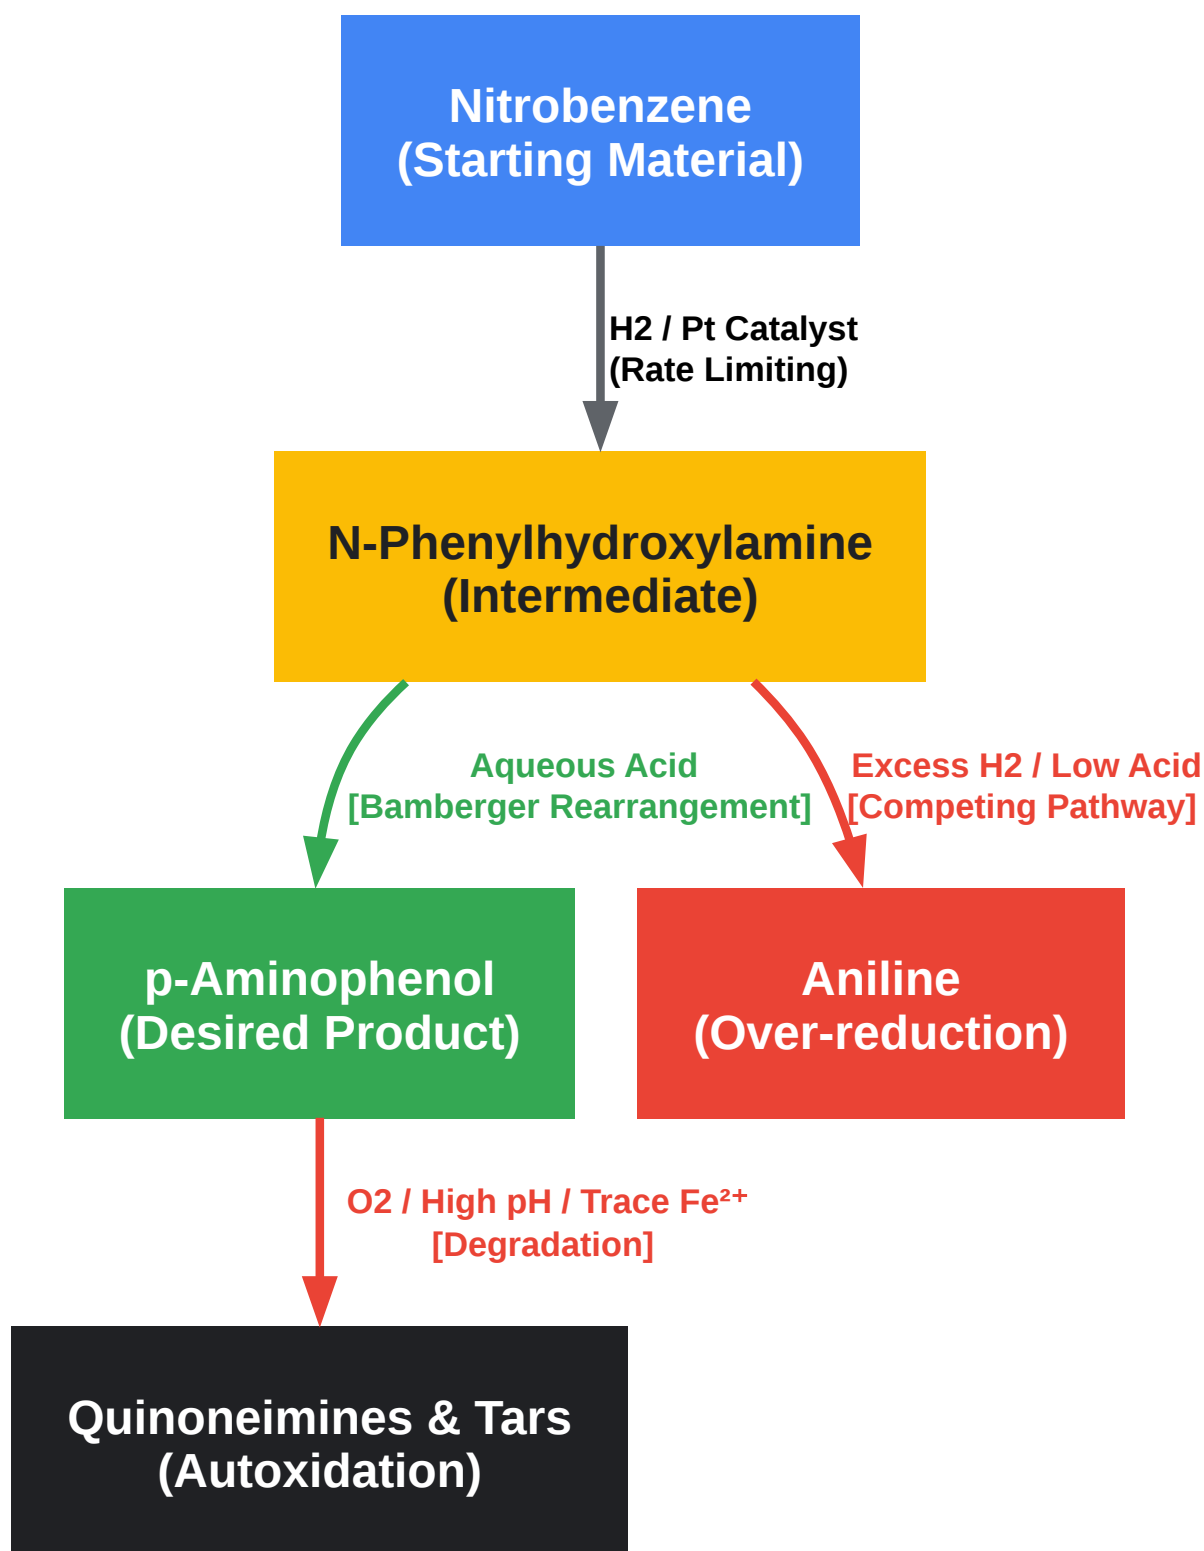 Nitrobenzene
(Starting Material)
H2 / Pt Catalyst
(Rate Limiting)
N-Phenylhydroxylamine
(Intermediate)
Aqueous Acid
[Bamberger Rearrangement]
Excess H2 / Low Acid
[Competing Pathway]
p-Aminophenol
(Desired Product)
Aniline
(Over-reduction)
O2 / High pH / Trace Fe²⁺
[Degradation]
Quinoneimines & Tars
(Autoxidation)